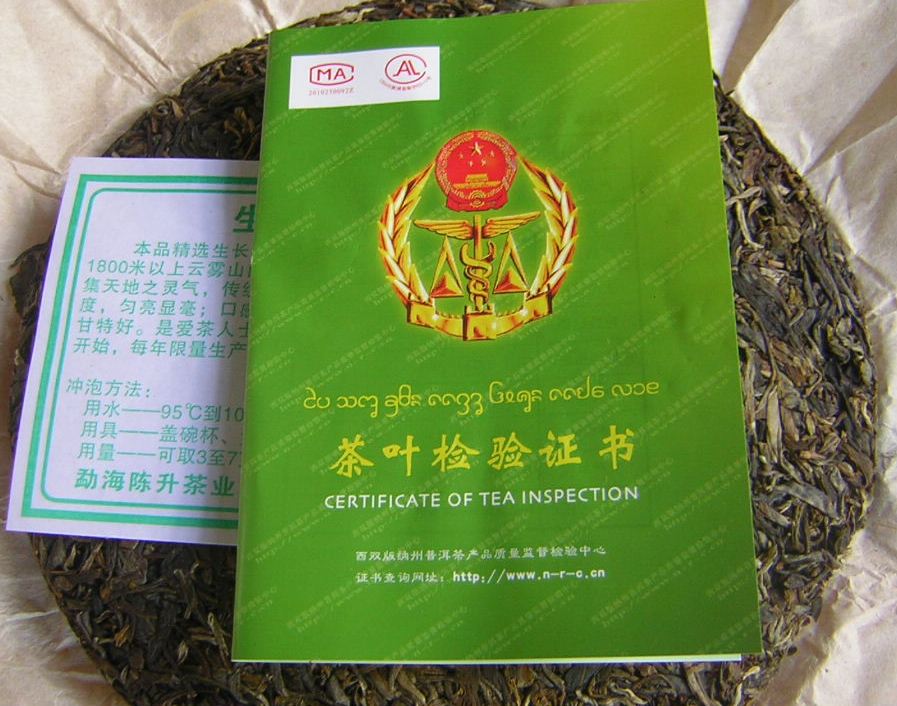 MA
2010210092Z
AL
生
本品精选生长
1800米以上云雾山
集天地之灵气，传统
度，匀亮显毫；口感
甘特好。是爱茶人士
开始，每年限量生产
冲泡方法：
用水——95℃到10
用具——盖碗杯、
用量——可取3至7
勐海陈升茶业
茶叶检验证书
CERTIFICATE OF TEA INSPECTION
西双版纳州普洱茶产品质量监督检验中心
证书查询网址：http://www.n-r-c.cn